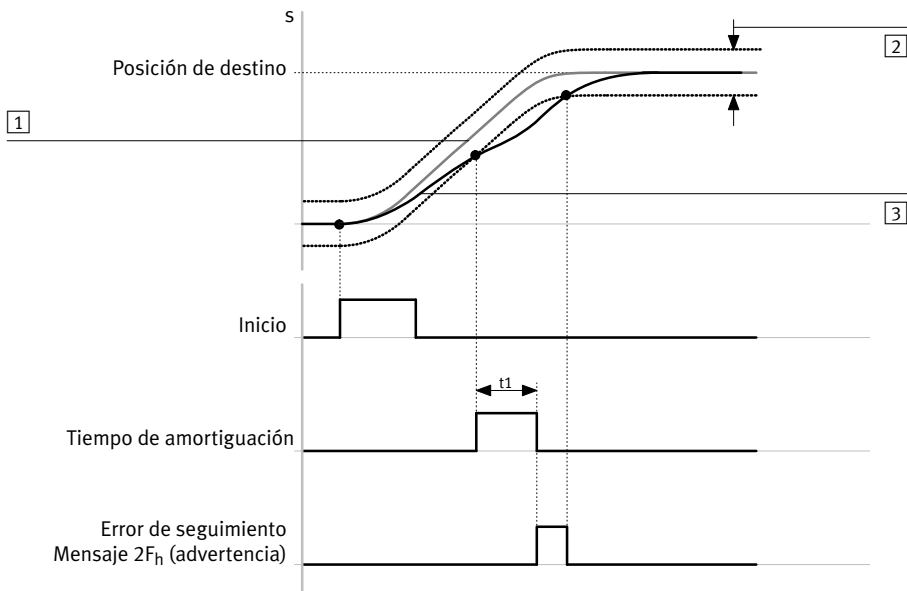 s
Posición de destino
1
2
3
Inicio
t1
Tiempo de amortiguación
Error de seguimiento
Mensaje 2Fh (advertencia)